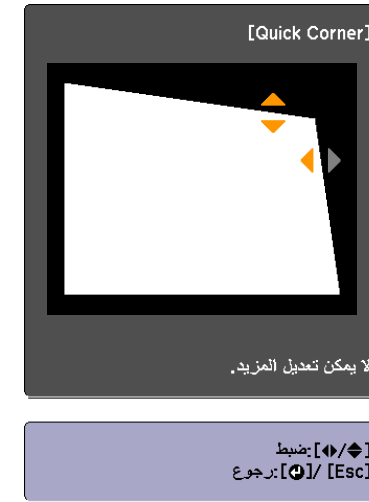 [Quick Corner]
لا يمكن تعديل المزيد.
[⬍/⬌]:ضبط
[Esc] /[↵]:رجوع